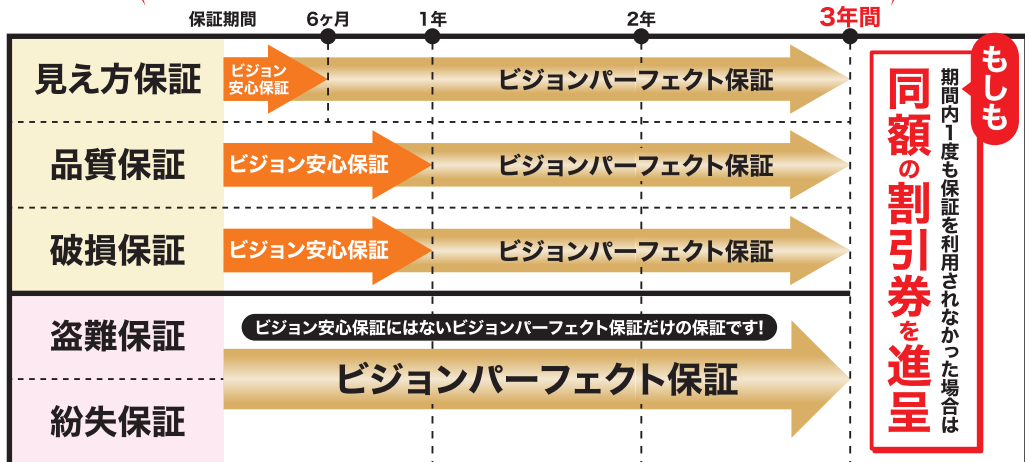 保証期間 6ヶ月 1年 2年 3年間
見え方保証
ビジョン
安心保証
ビジョンパーフェクト保証
品質保証
ビジョン安心保証
ビジョンパーフェクト保証
破損保証
ビジョン安心保証
ビジョンパーフェクト保証
盗難保証
ビジョン安心保証にはないビジョンパーフェクト保証だけの保証です!
ビジョンパーフェクト保証
紛失保証
もしも
期間内1度も保証を利用されなかった場合は
同額の割引券を進呈